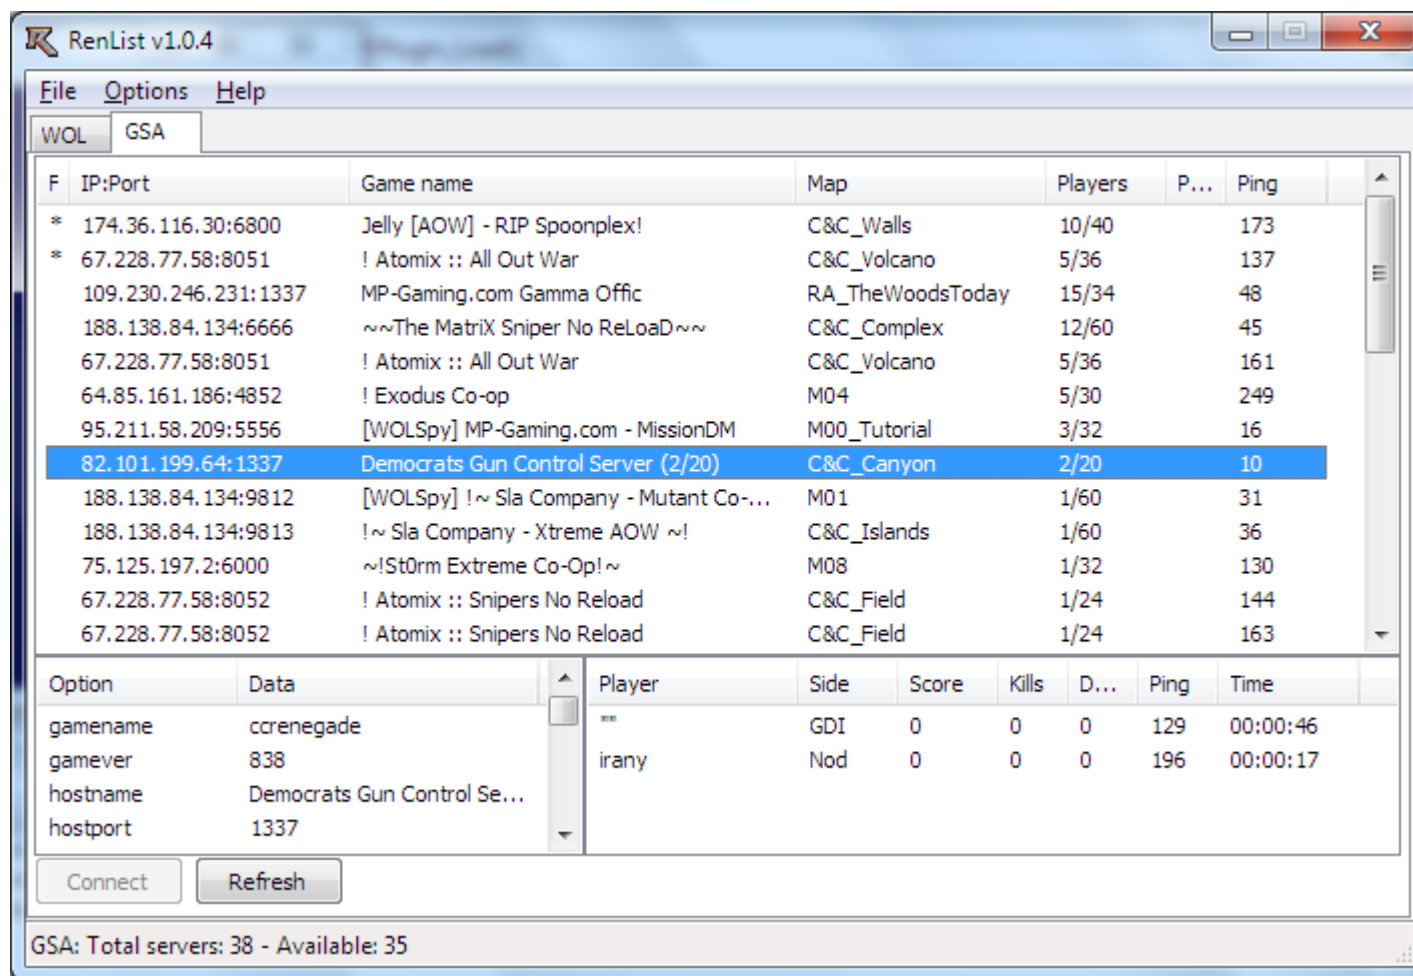 RenList v1.0.4
File Options Help
WOL GSA
F IP:Port Game name Map Players P... Ping
* 174.36.116.30:6800 Jelly [AOW] - RIP Spoonplex! C&C_Walls 10/40 173
* 67.228.77.58:8051 ! Atomix :: All Out War C&C_Volcano 5/36 137
109.230.246.231:1337 MP-Gaming.com Gamma Offic RA_TheWoodsToday 15/34 48
188.138.84.134:6666 ~~The MatriX Sniper No ReLoaD~~ C&C_Complex 12/60 45
67.228.77.58:8051 ! Atomix :: All Out War C&C_Volcano 5/36 161
64.85.161.186:4852 ! Exodus Co-op M04 5/30 249
95.211.58.209:5556 [WOLSpy] MP-Gaming.com - MissionDM M00_Tutorial 3/32 16
82.101.199.64:1337 Democrats Gun Control Server (2/20) C&C_Canyon 2/20 10
188.138.84.134:9812 [WOLSpy] !~ Sla Company - Mutant Co-... M01 1/60 31
188.138.84.134:9813 !~ Sla Company - Xtreme AOW ~! C&C_Islands 1/60 36
75.125.197.2:6000 ~!St0rm Extreme Co-Op!~ M08 1/32 130
67.228.77.58:8052 ! Atomix :: Snipers No Reload C&C_Field 1/24 144
67.228.77.58:8052 ! Atomix :: Snipers No Reload C&C_Field 1/24 163
Option Data
gamename ccrenegade
gamever 838
hostname Democrats Gun Control Se...
hostport 1337
Player Side Score Kills D... Ping Time
"" GDI 0 0 0 129 00:00:46
irany Nod 0 0 0 196 00:00:17
Connect Refresh
GSA: Total servers: 38 - Available: 35